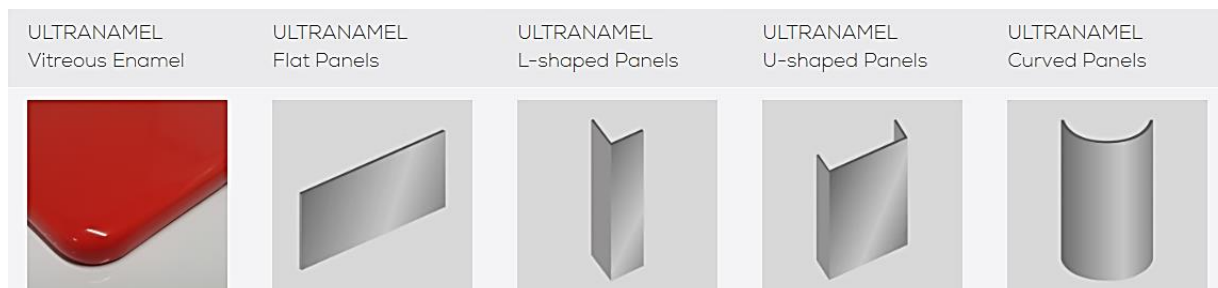 ULTRANAMEL
Vitreous Enamel
ULTRANAMEL
Flat Panels
ULTRANAMEL
L-shaped Panels
ULTRANAMEL
U-shaped Panels
ULTRANAMEL
Curved Panels